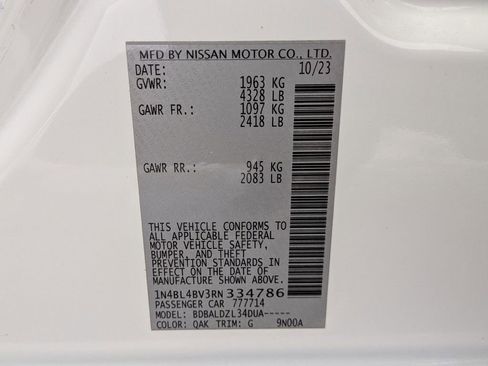 MFD BY NISSAN MOTOR CO., LTD.
DATE: 10/23
GVWR: 1963 KG
4328 LB
GAWR FR.: 1097 KG
2418 LB
GAWR RR.: 945 KG
2083 LB
THIS VEHICLE CONFORMS TO
ALL APPLICABLE FEDERAL
MOTOR VEHICLE SAFETY,
BUMPER, AND THEFT
PREVENTION STANDARDS IN
EFFECT ON THE DATE OF
MANUFACTURE SHOWN ABOVE.
1N4BL4BV3RN 334786
PASSENGER CAR 777714
MODEL: BDBALDZL34DUA-----
COLOR: QAK TRIM: G 9N00A